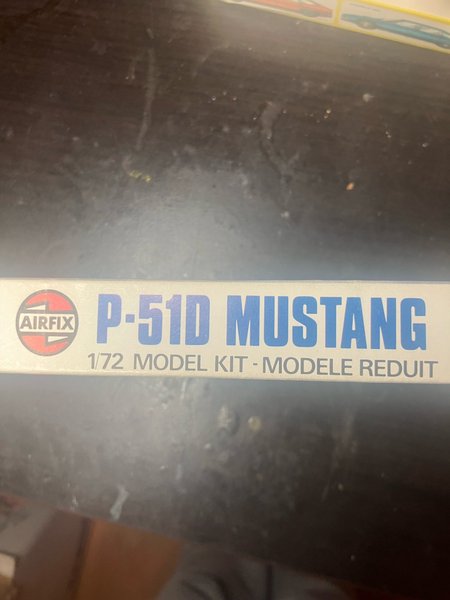 AIRFIX
P-51D MUSTANG
1/72 MODEL KIT - MODELE REDUIT